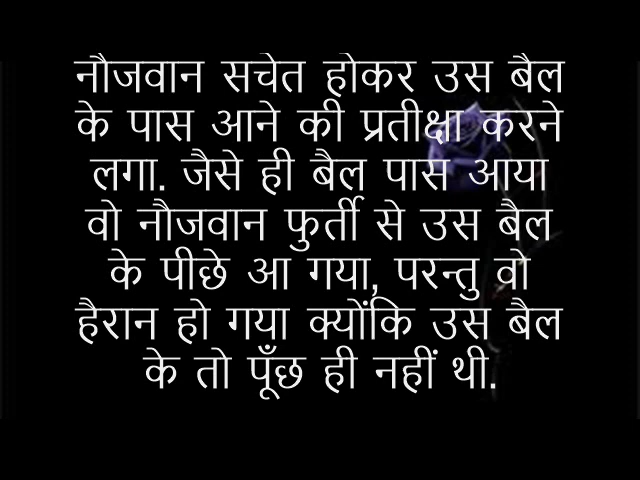 नौजवान सचेत होकर उस बैल
के पास आने की प्रतीक्षा करने
लगा. जैसे ही बैल पास आया
वो नौजवान फुर्ती से उस बैल
के पीछे आ गया, परन्तु वो
हैरान हो गया क्योंकि उस बैल
के तो पूँछ ही नहीं थी.